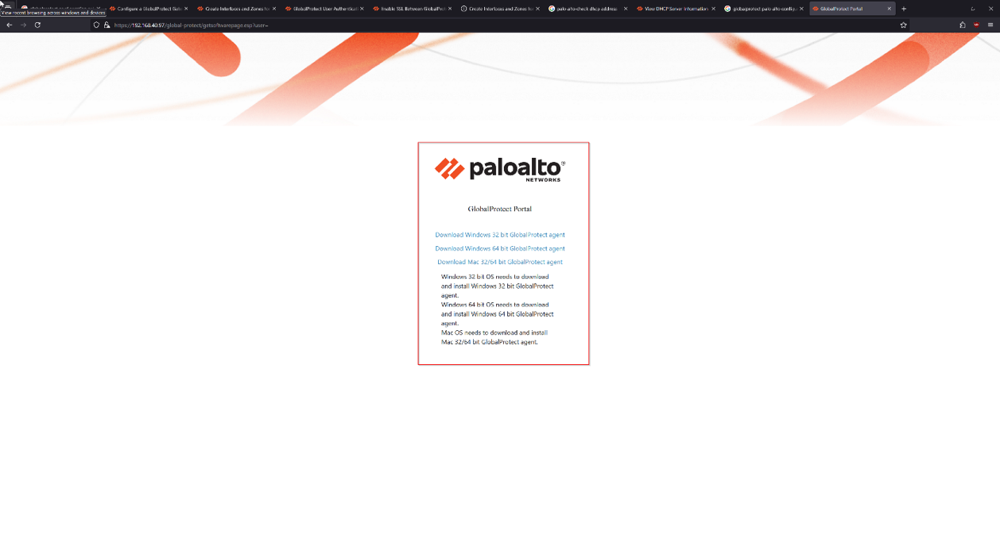 View recent browsing across windows and devices
Configure a GlobalProtect Gate
Create Interfaces and Zones for
GlobalProtect User Authenticati
Enable SSL Between GlobalProt
Create Interfaces and Zones for
palo alto check dhcp address
View DHCP Server Information
globalprotect palo alto configu
GlobalProtect Portal
https://192.168.40.97/global-protect/getsoftwarepage.esp?user=
paloalto®
NETWORKS
GlobalProtect Portal
Download Windows 32 bit GlobalProtect agent
Download Windows 64 bit GlobalProtect agent
Download Mac 32/64 bit GlobalProtect agent
Windows 32 bit OS needs to download
and install Windows 32 bit GlobalProtect
agent.
Windows 64 bit OS needs to download
and install Windows 64 bit GlobalProtect
agent.
Mac OS needs to download and install
Mac 32/64 bit GlobalProtect agent.